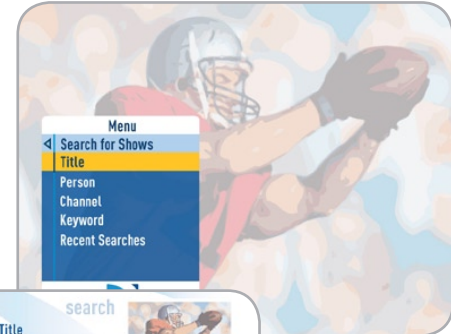 Menu
Search for Shows
Title
Person
Channel
Keyword
Recent Searches
search
Title